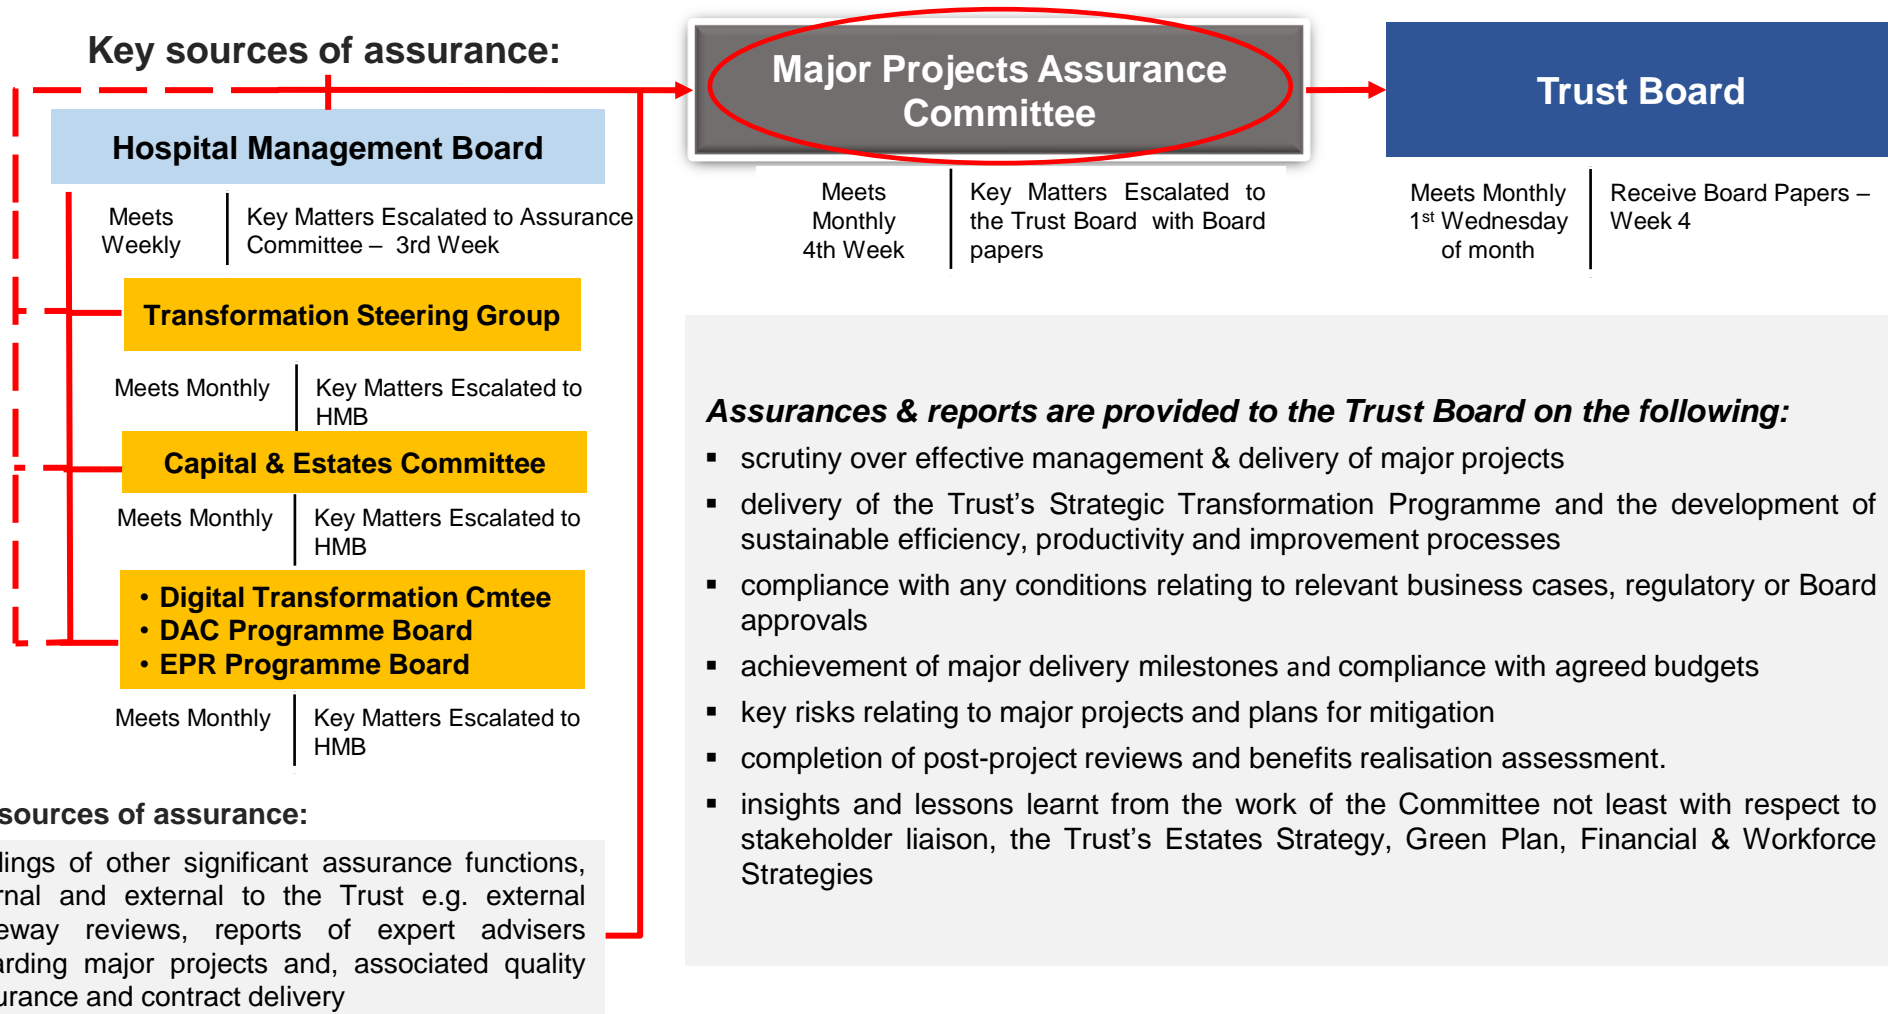 Key sources of assurance:
Hospital Management Board
Meets
Weekly
Key Matters Escalated to Assurance
Committee – 3rd Week
Transformation Steering Group
Meets Monthly
Key Matters Escalated to
HMB
Capital & Estates Committee
Meets Monthly
Key Matters Escalated to
HMB
• Digital Transformation Cmtee
• DAC Programme Board
• EPR Programme Board
Meets Monthly
Key Matters Escalated to
HMB
sources of assurance:
of other significant assurance functions,
and external to the Trust e.g. external
reviews, reports of expert advisers
major projects and, associated quality
and contract delivery
Major Projects Assurance
Committee
Meets
Monthly
4th Week
Key Matters Escalated to
the Trust Board with Board
papers
Trust Board
Meets Monthly
1st Wednesday
of month
Receive Board Papers –
Week 4
Assurances & reports are provided to the Trust Board on the following:
▪ scrutiny over effective management & delivery of major projects
▪ delivery of the Trust’s Strategic Transformation Programme and the development of
sustainable efficiency, productivity and improvement processes
▪ compliance with any conditions relating to relevant business cases, regulatory or Board
approvals
▪ achievement of major delivery milestones and compliance with agreed budgets
▪ key risks relating to major projects and plans for mitigation
▪ completion of post-project reviews and benefits realisation assessment.
▪ insights and lessons learnt from the work of the Committee not least with respect to
stakeholder liaison, the Trust’s Estates Strategy, Green Plan, Financial & Workforce
Strategies